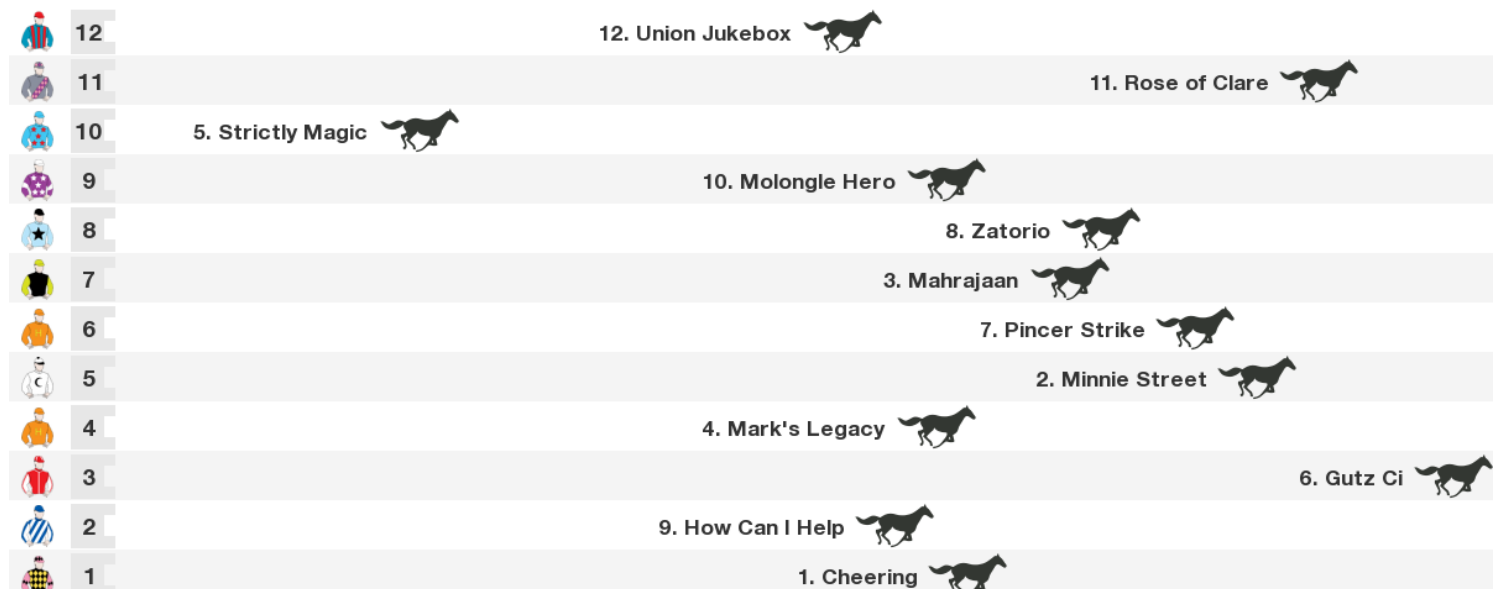 12 12. Union Jukebox
11 11. Rose of Clare
10 5. Strictly Magic
9 10. Molongle Hero
8 8. Zatorio
7 3. Mahrajaan
6 7. Pincer Strike
5 2. Minnie Street
4 4. Mark's Legacy
3 6. Gutz Ci
2 9. How Can I Help
1 1. Cheering